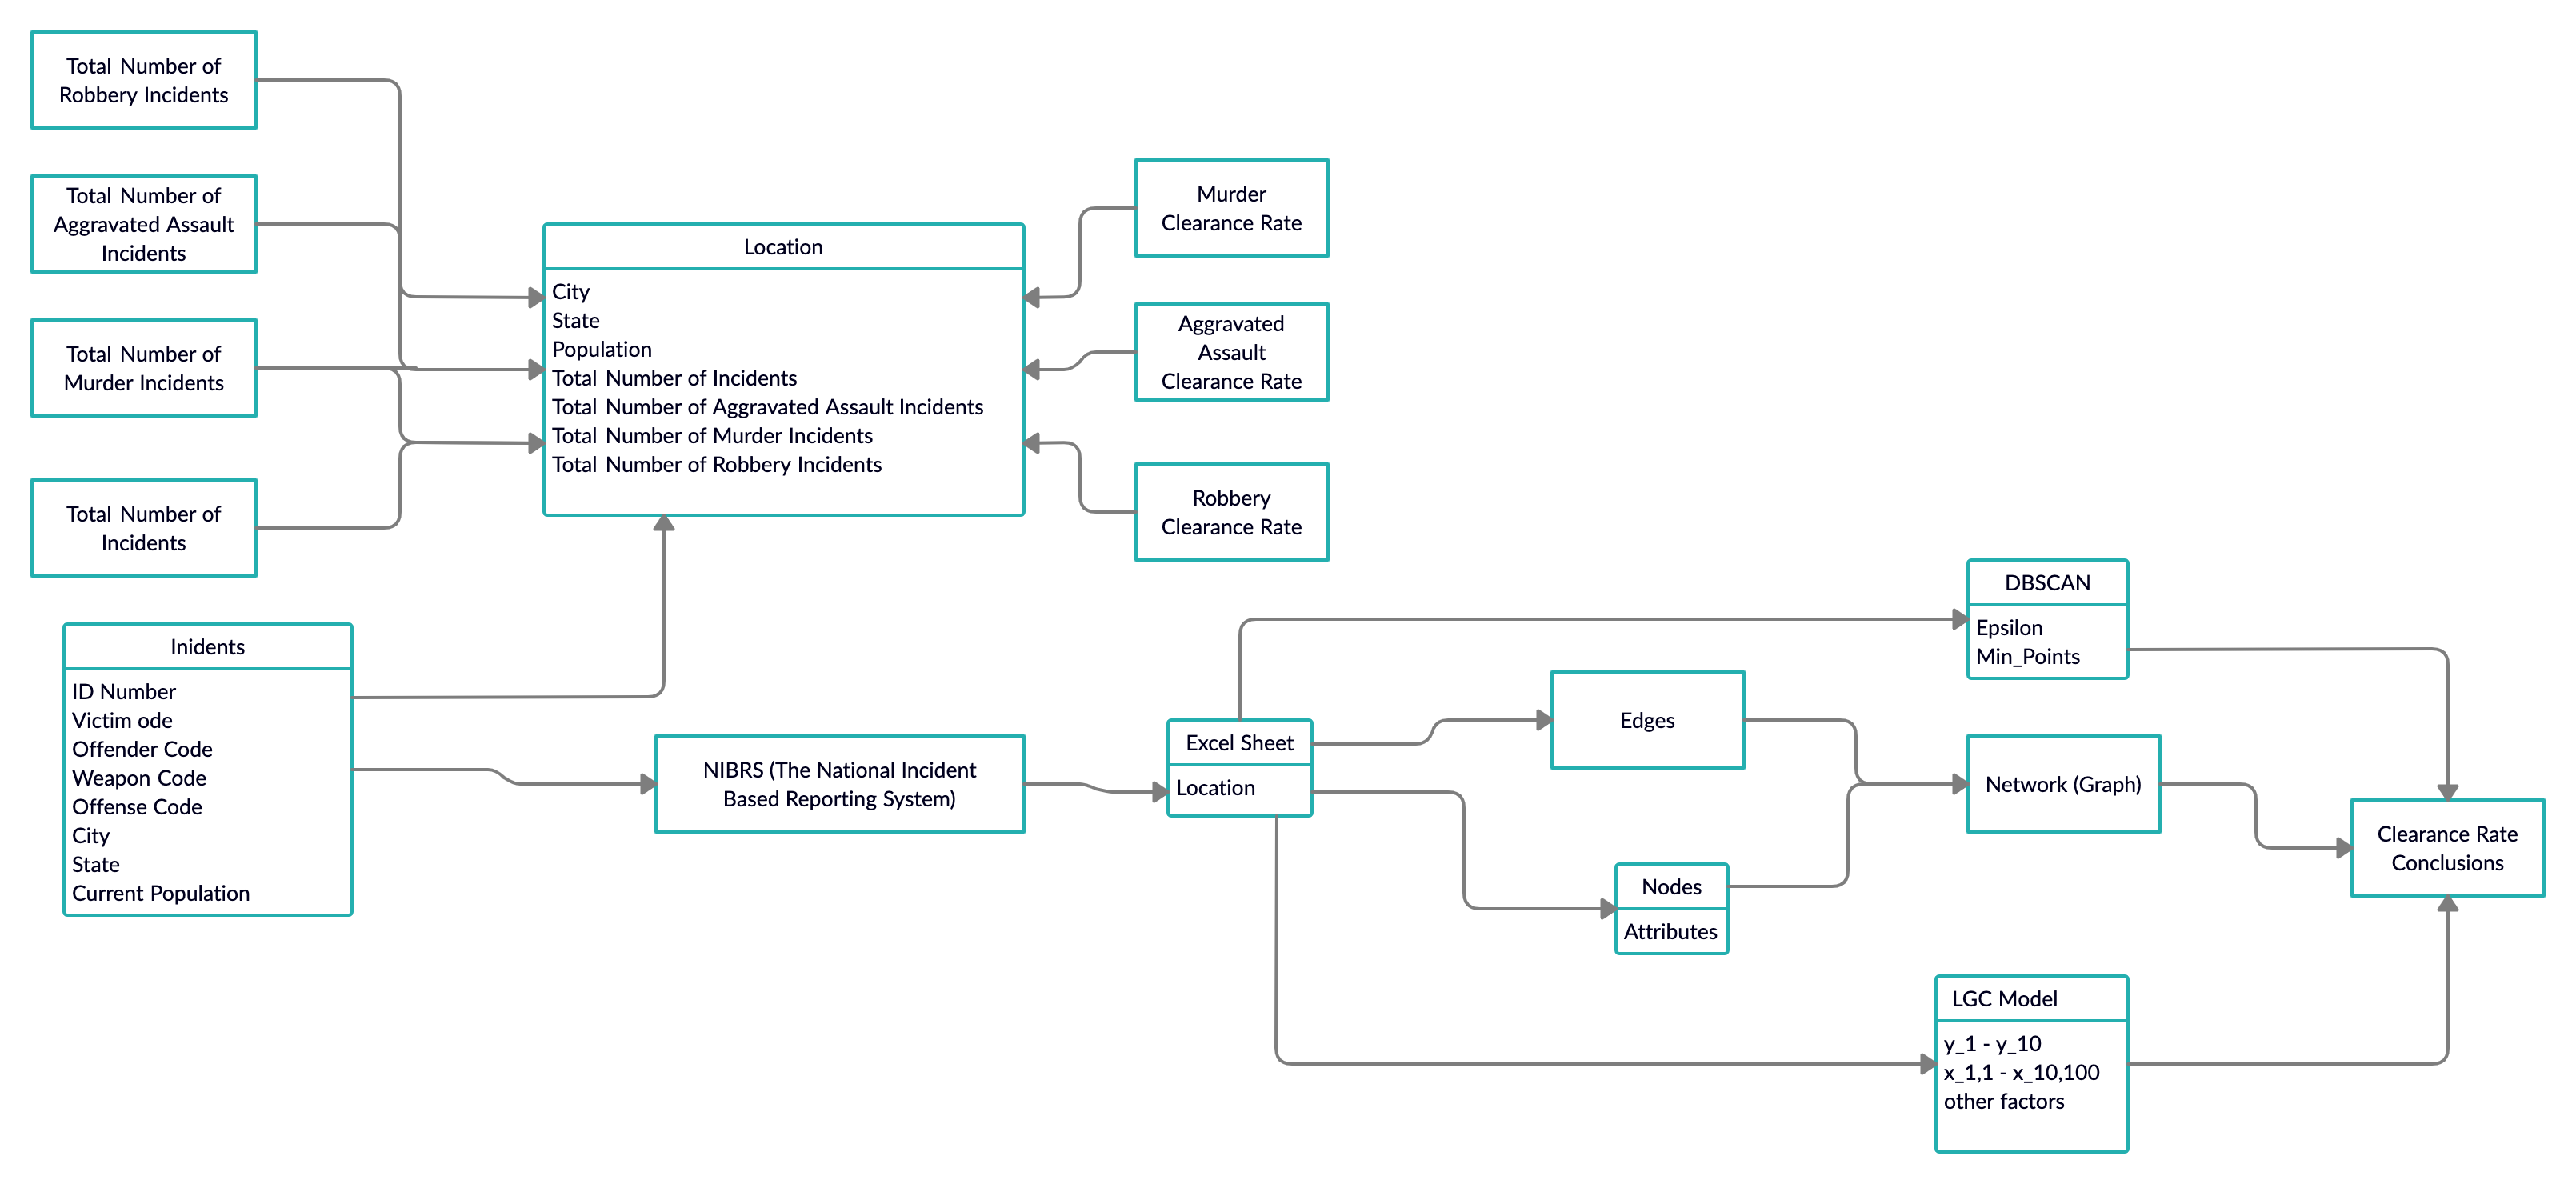 Total Number of
Robbery Incidents
Total Number of
Aggravated Assault
Incidents
Total Number of
Murder Incidents
Total Number of
Incidents
Location
City
State
Population
Total Number of Incidents
Total Number of Aggravated Assault Incidents
Total Number of Murder Incidents
Total Number of Robbery Incidents
Murder
Clearance Rate
Aggravated
Assault
Clearance Rate
Robbery
Clearance Rate
Inidents
ID Number
Victim ode
Offender Code
Weapon Code
Offense Code
City
State
Current Population
NIBRS (The National Incident
Based Reporting System)
Excel Sheet
Location
Edges
Nodes
Attributes
DBSCAN
Epsilon
Min_Points
Network (Graph)
LGC Model
y_1 - y_10
x_1,1 - x_10,100
other factors
Clearance Rate
Conclusions